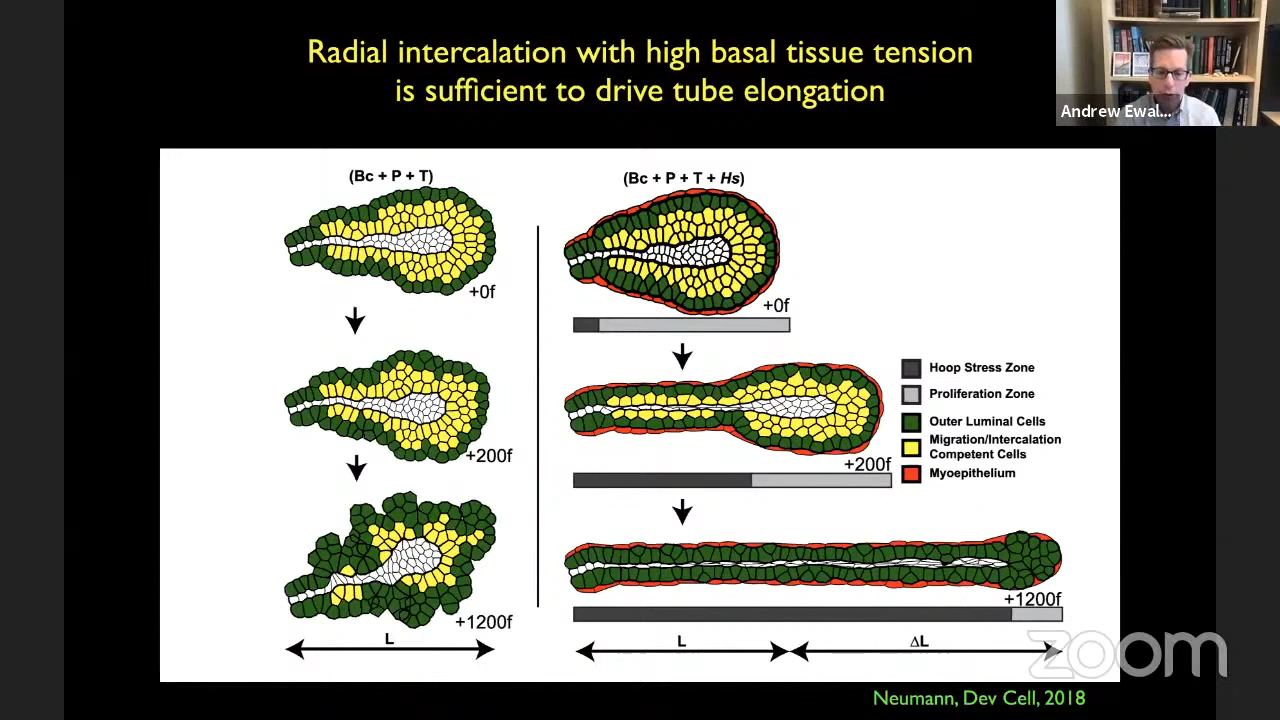 Radial intercalation with high basal tissue tension
is sufficient to drive tube elongation
Andrew Ewal...
(Bc + P + T)
(Bc + P + T + Hs)
+0f
+0f
+200f
+200f
+1200f
+1200f
Hoop Stress Zone
Proliferation Zone
Outer Luminal Cells
Migration/Intercalation
Competent Cells
Myoepithelium
L
L
ΔL
zoom
Neumann, Dev Cell, 2018